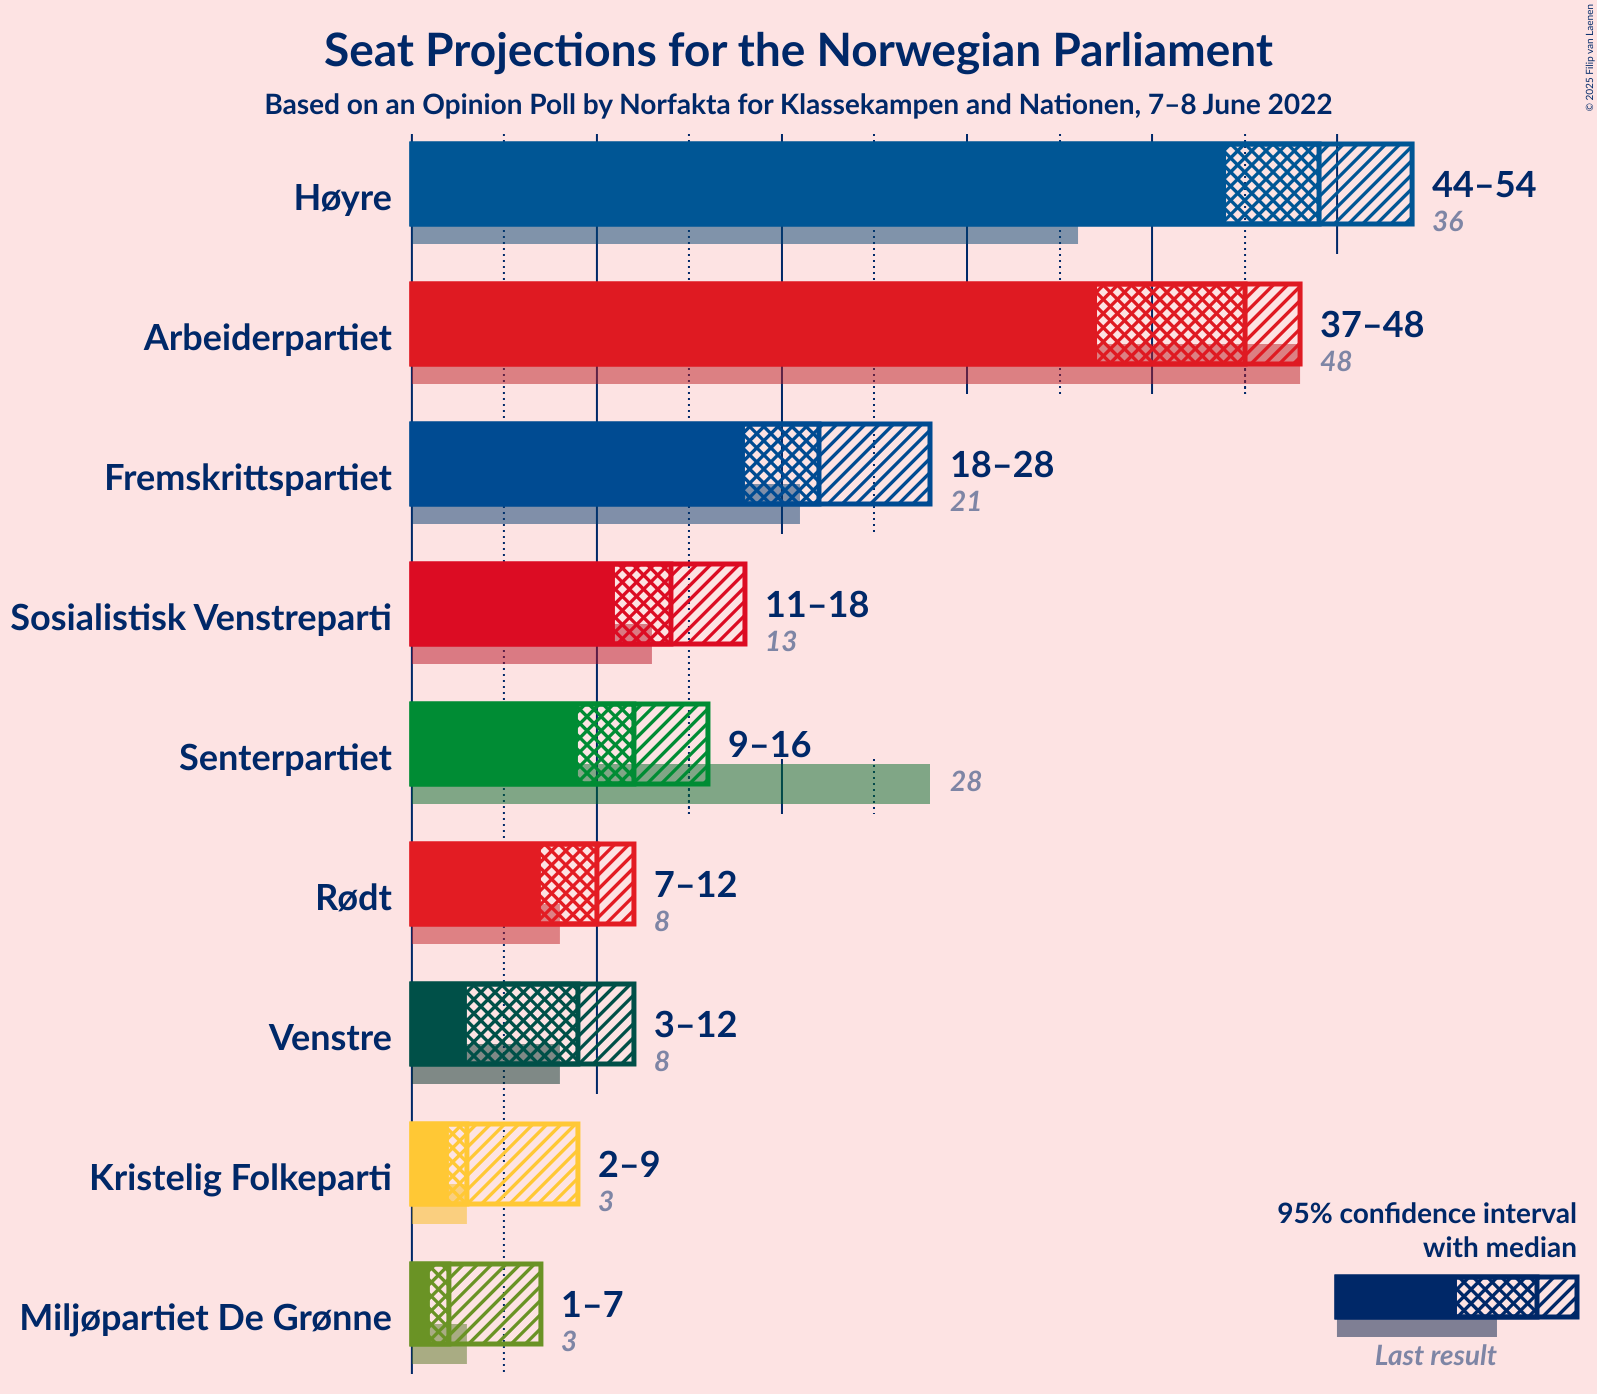 Seat Projections for the Norwegian Parliament
Based on an Opinion Poll by Norfakta for Klassekampen and Nationen, 7–8 June 2022
© 2025 Filip van Laenen
Høyre
44–54
36
Arbeiderpartiet
37–48
48
Fremskrittspartiet
18–28
21
Sosialistisk Venstreparti
11–18
13
Senterpartiet
9–16
28
Rødt
7–12
8
Venstre
3–12
8
Kristelig Folkeparti
2–9
3
Miljøpartiet De Grønne
1–7
3
95% confidence interval
with median
Last result